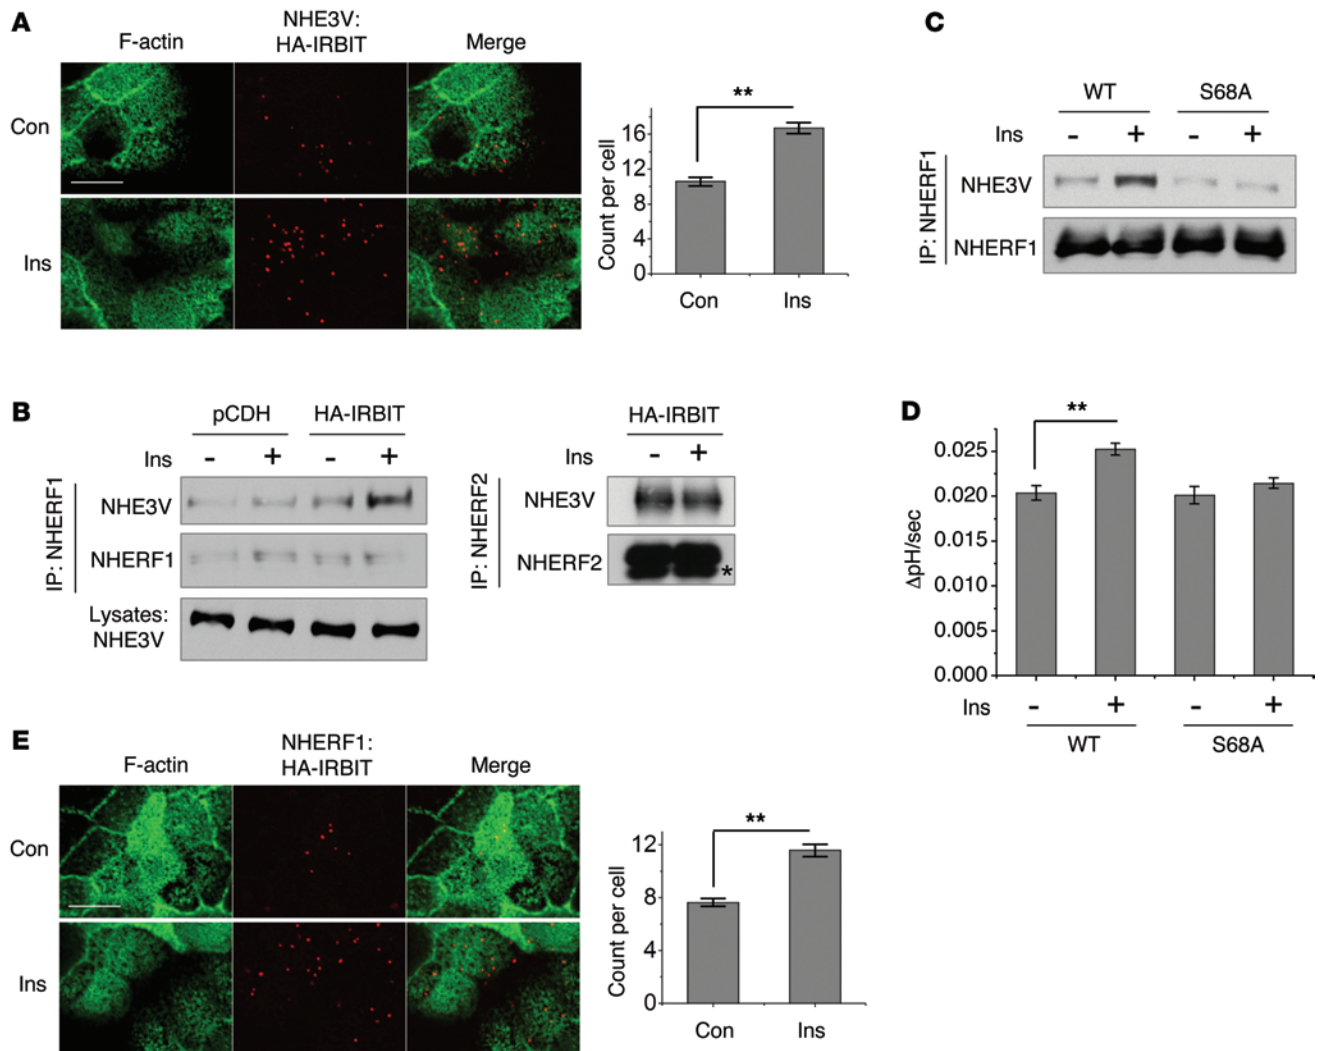 A
F-actin
NHE3V:
HA-IRBIT
Merge
Con
Ins
**
Count per cell
16
12
8
4
0
Con
Ins
C
WT
S68A
Ins
-
+
-
+
IP: NHERF1
NHE3V
NHERF1
B
pCDH
HA-IRBIT
Ins
-
+
-
+
IP: NHERF1
NHE3V
NHERF1
Lysates:
NHE3V
HA-IRBIT
Ins
-
+
IP: NHERF2
NHE3V
NHERF2
*
D
**
ΔpH/sec
0.025
0.020
0.015
0.010
0.005
0.000
Ins
-
+
-
+
WT
S68A
E
F-actin
NHERF1:
HA-IRBIT
Merge
Con
Ins
**
Count per cell
12
8
4
0
Con
Ins